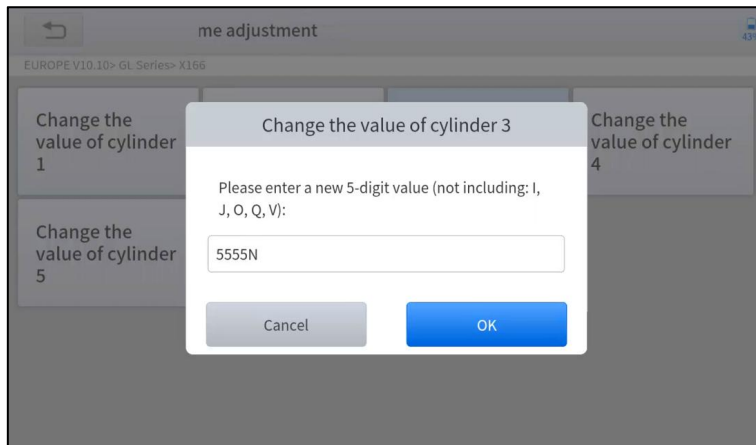 me adjustment
43%
EUROPE V10.10> GL Series> X166
Change the
value of cylinder
1
Change the
value of cylinder
4
Change the
value of cylinder
5
Change the value of cylinder 3
Please enter a new 5-digit value (not including: I,
J, O, Q, V):
5555N
Cancel
OK